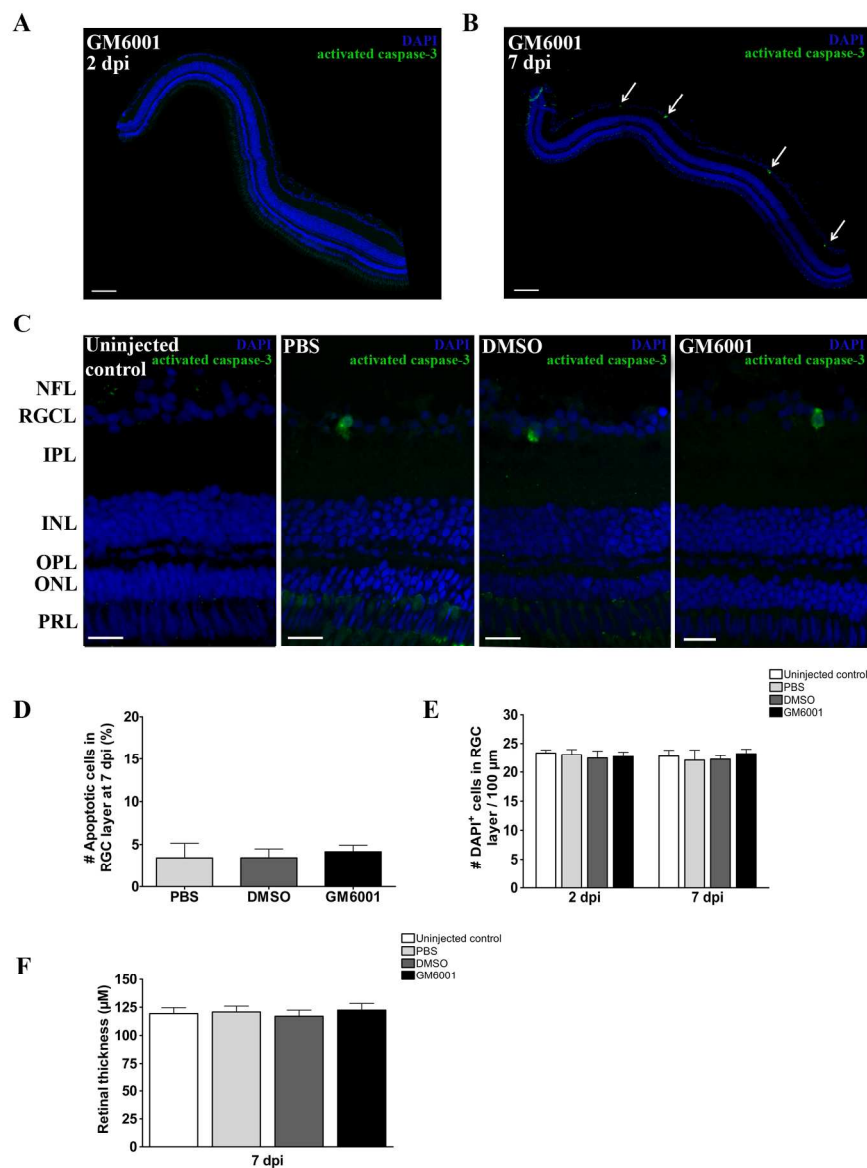 A
GM6001
2 dpi
DAPI
activated caspase-3
B
GM6001
7 dpi
DAPI
activated caspase-3
C
Uninjected
control
DAPI
activated caspase-3
PBS
DAPI
activated caspase-3
DMSO
DAPI
activated caspase-3
GM6001
DAPI
activated caspase-3
NFL
RGCL
IPL
INL
OPL
ONL
PRL
D
# Apoptotic cells in
RGC layer at 7 dpi (%)
20
15
10
5
0
PBS
DMSO
GM6001
E
Uninjected control
PBS
DMSO
GM6001
# DAPI+ cells in RGC
layer / 100 µm
30
25
20
15
10
5
0
2 dpi
7 dpi
F
Uninjected control
PBS
DMSO
GM6001
Retinal thickness (µM)
150
125
100
75
50
25
0
7 dpi